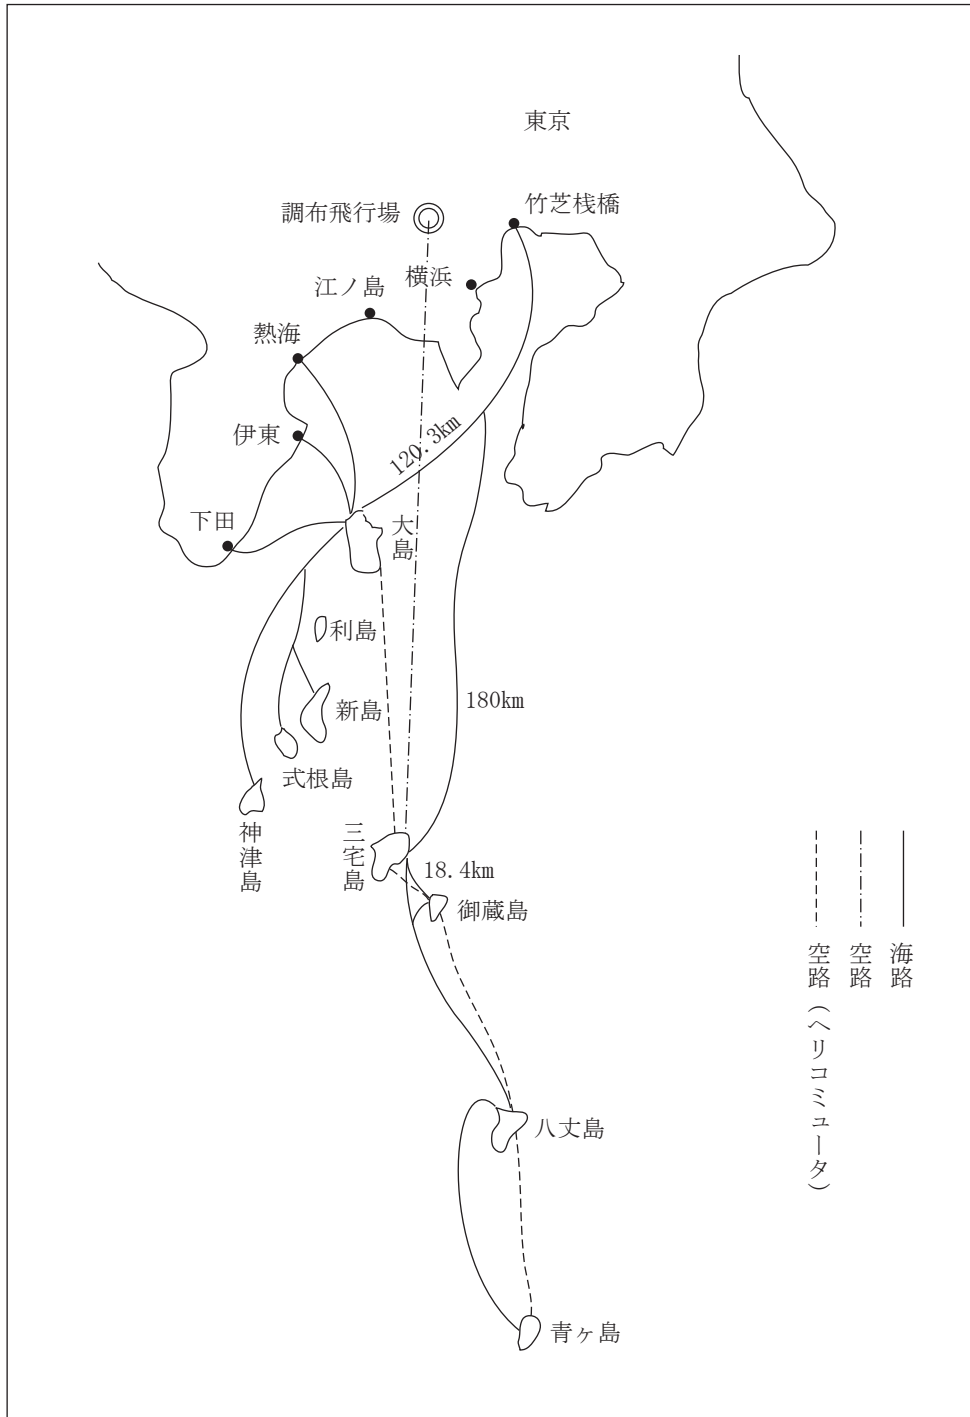 東京
竹芝桟橋
調布飛行場
横浜
江ノ島
熱海
伊東
120.3km
下田
大島
利島
180km
新島
式根島
神津島
三宅島
18.4km
御蔵島
海路
空路
空路(ヘリコミュータ)
八丈島
青ヶ島